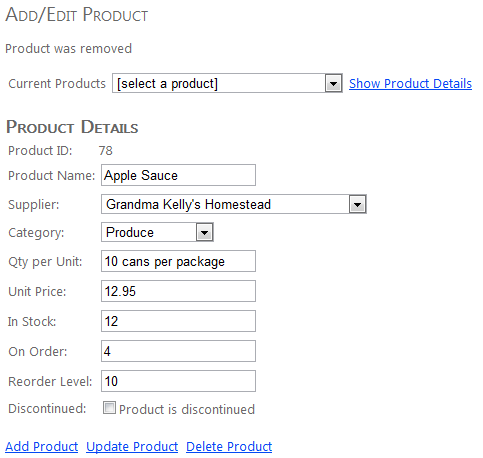 Add/Edit Product
Product was removed
Current Products [select a product] Show Product Details
Product Details
Product ID: 78
Product Name: Apple Sauce
Supplier: Grandma Kelly's Homestead
Category: Produce
Qty per Unit: 10 cans per package
Unit Price: 12.95
In Stock: 12
On Order: 4
Reorder Level: 10
Discontinued: Product is discontinued
Add Product Update Product Delete Product